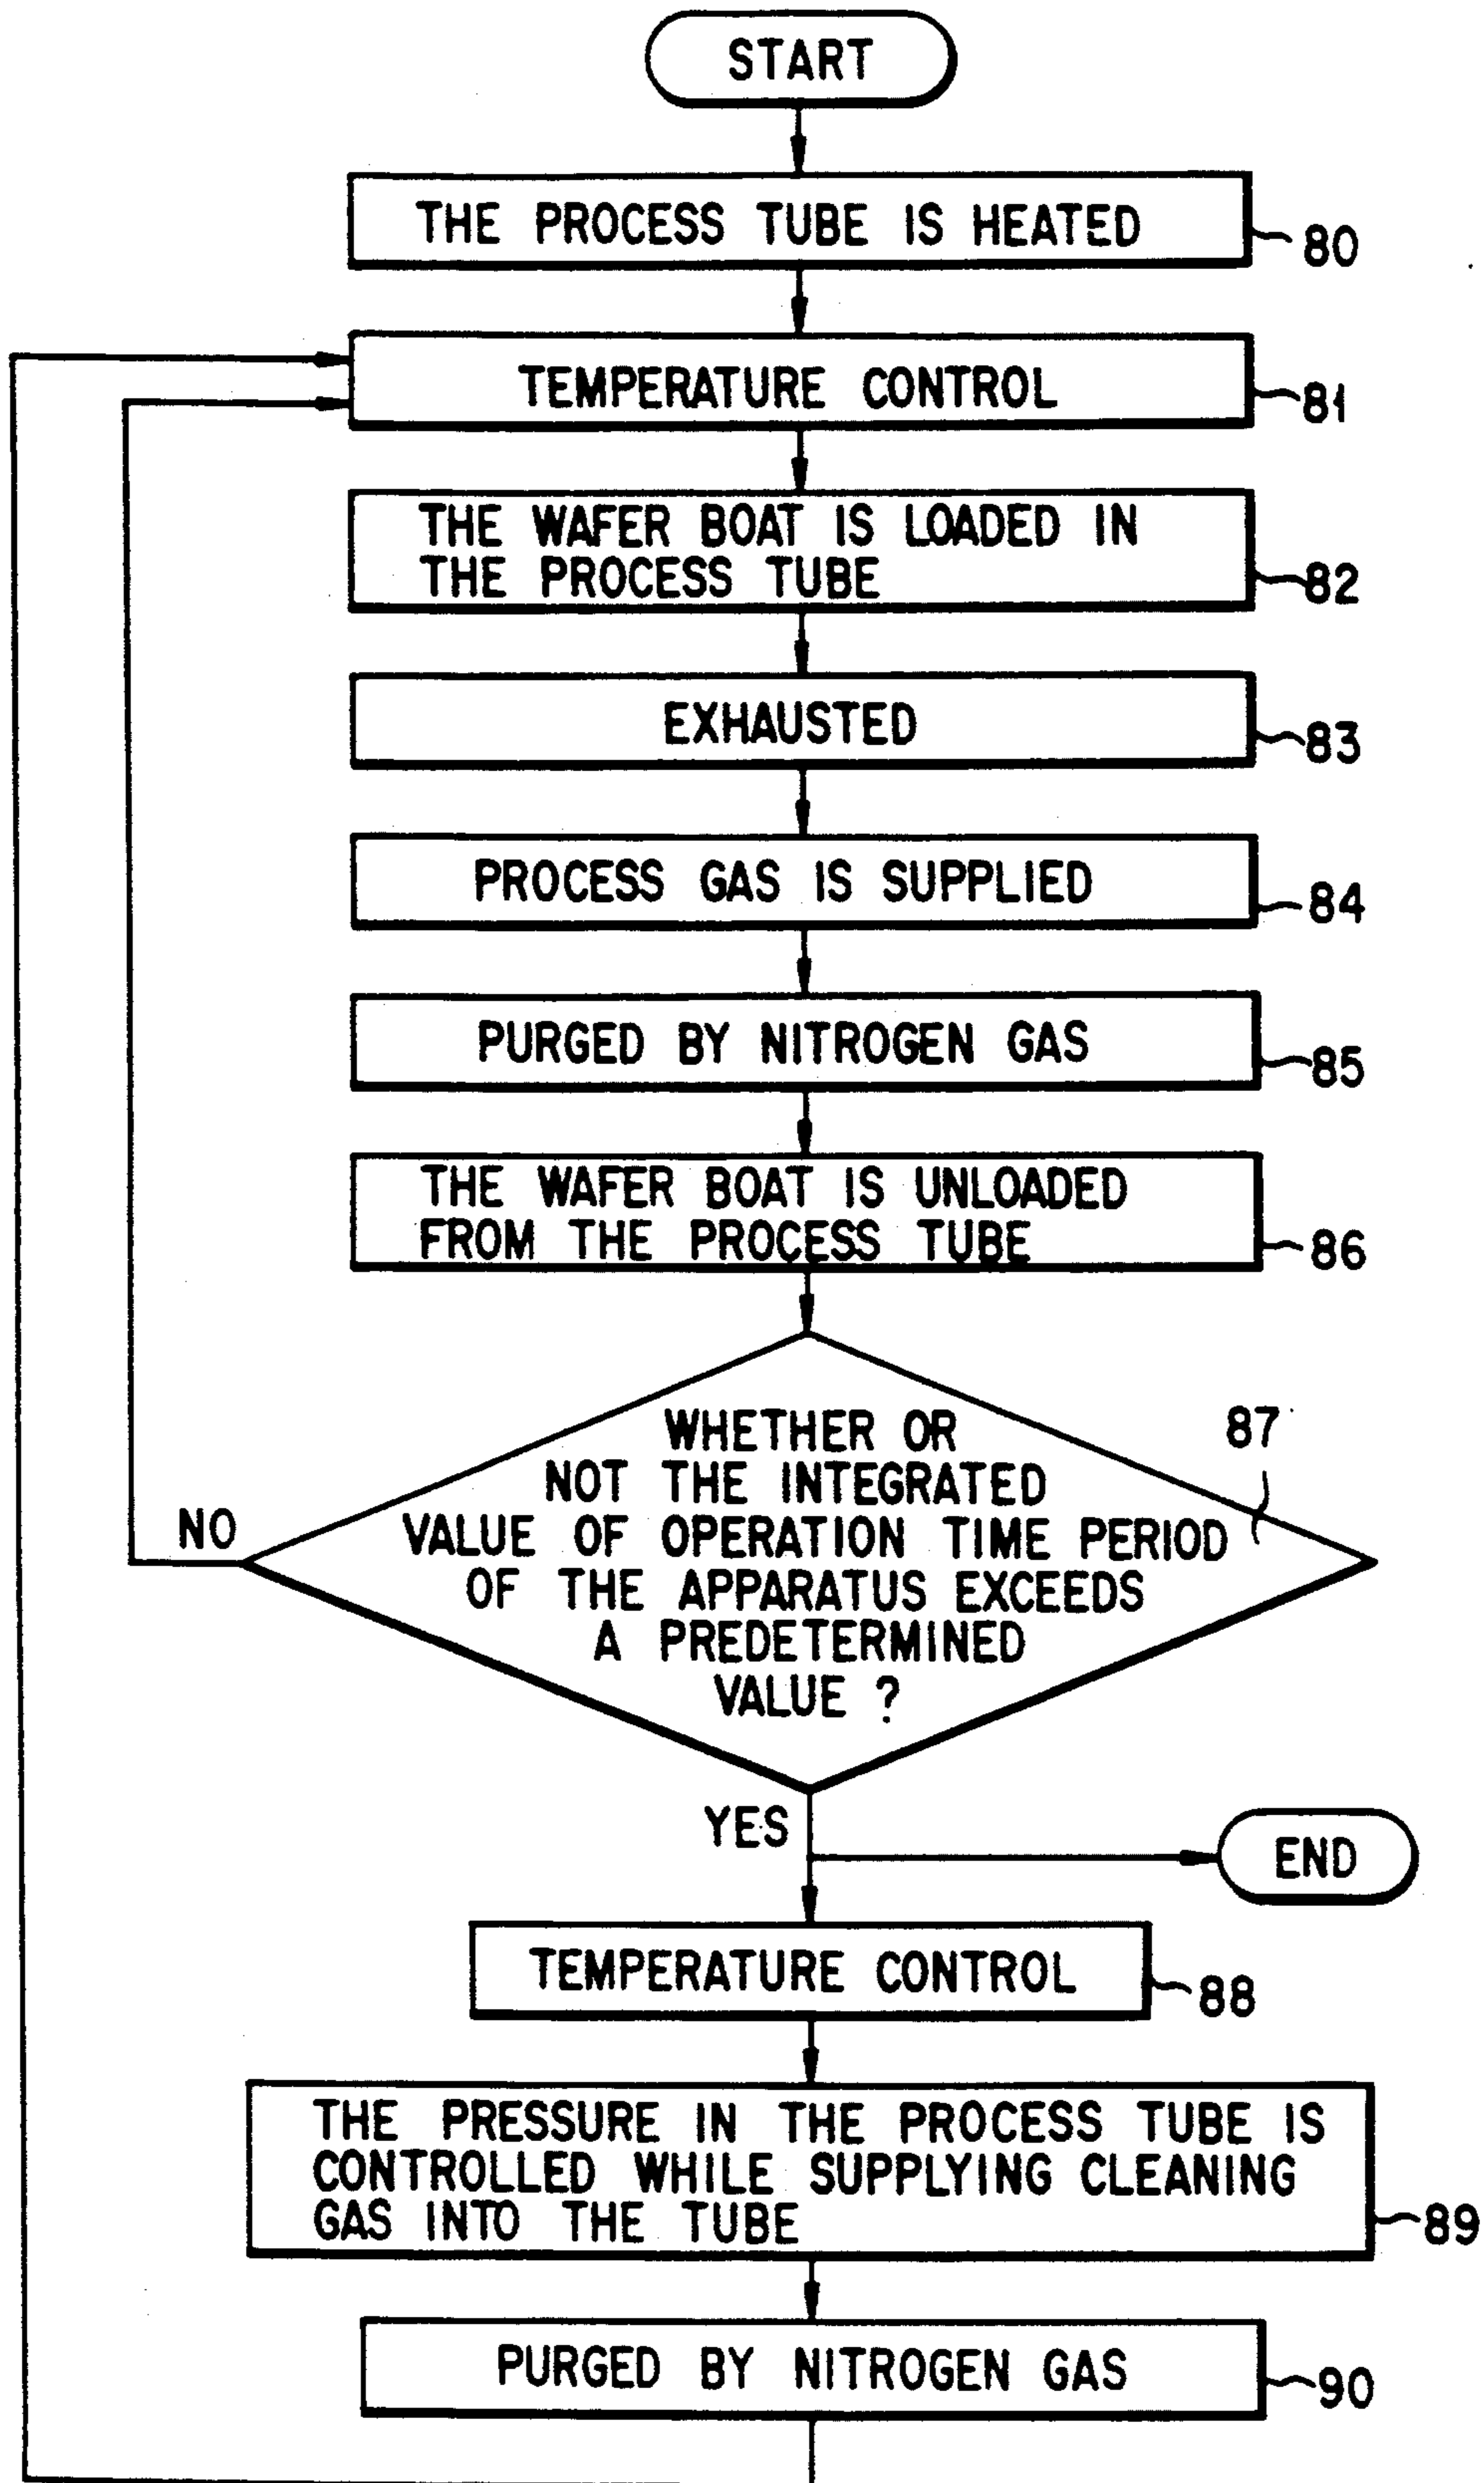 START
THE PROCESS TUBE IS HEATED
80
TEMPERATURE CONTROL
81
THE WAFER BOAT IS LOADED IN
THE PROCESS TUBE
82
EXHAUSTED
83
PROCESS GAS IS SUPPLIED
84
PURGED BY NITROGEN GAS
85
THE WAFER BOAT IS UNLOADED
FROM THE PROCESS TUBE
86
WHETHER OR
NOT THE INTEGRATED
VALUE OF OPERATION TIME PERIOD
OF THE APPARATUS EXCEEDS
A PREDETERMINED
VALUE ?
87
NO
YES
END
TEMPERATURE CONTROL
88
THE PRESSURE IN THE PROCESS TUBE IS
CONTROLLED WHILE SUPPLYING CLEANING
GAS INTO THE TUBE
89
PURGED BY NITROGEN GAS
90